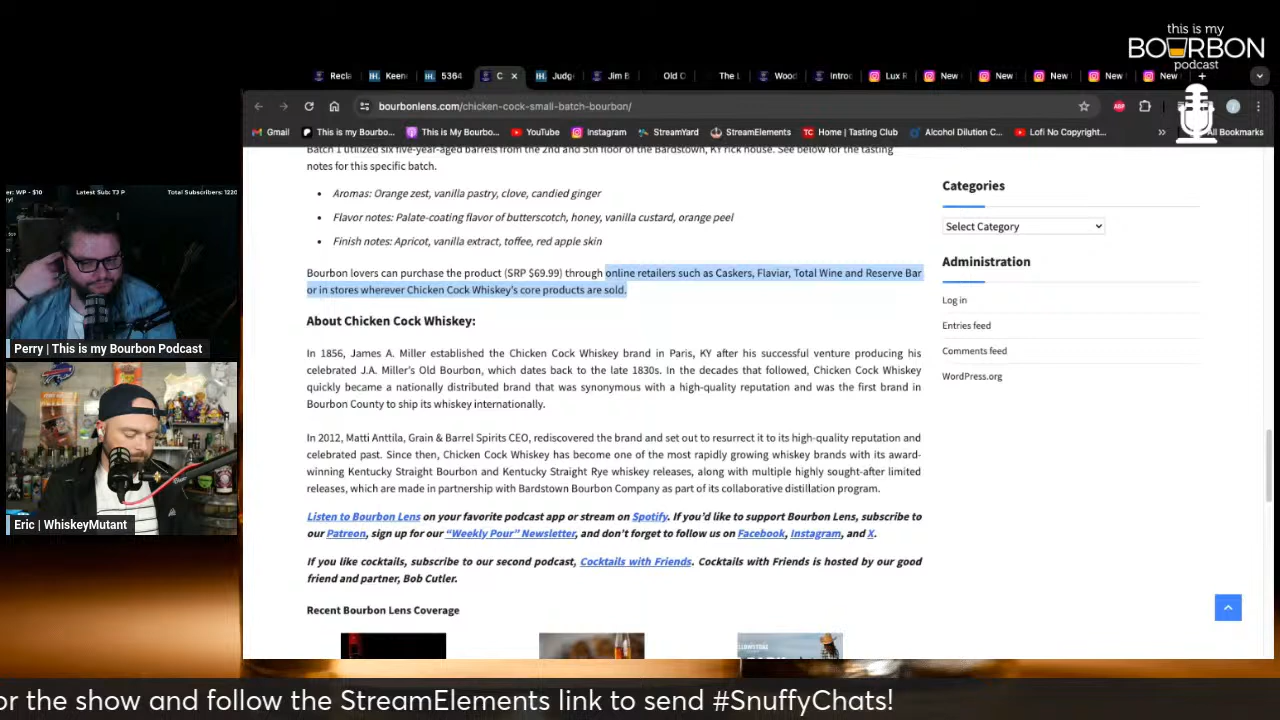 this is my
BOURBON
podcast
Recla
Keene
5364
C
Judg
Jim B
Old O
The L
Wood
Intro
Lux R
New
New
New
New
New
bourbonlens.com/chicken-cock-small-batch-bourbon/
ABP
Gmail
This is my Bourbo...
This is My Bourbo...
YouTube
Instagram
StreamYard
StreamElements
TC Home | Tasting Club
Alcohol Dilution C...
Lofi No Copyright...
»
All Bookmarks
Batch 1 utilized six five-year-aged barrels from the 2nd and 5th floor of the Bardstown, KY rick house. See below for the tasting
notes for this specific batch.
• Aromas: Orange zest, vanilla pastry, clove, candied ginger
• Flavor notes: Palate-coating flavor of butterscotch, honey, vanilla custard, orange peel
• Finish notes: Apricot, vanilla extract, toffee, red apple skin
Bourbon lovers can purchase the product (SRP $69.99) through online retailers such as Caskers, Flaviar, Total Wine and Reserve Bar
or in stores wherever Chicken Cock Whiskey's core products are sold.
About Chicken Cock Whiskey:
In 1856, James A. Miller established the Chicken Cock Whiskey brand in Paris, KY after his successful venture producing his
celebrated J.A. Miller's Old Bourbon, which dates back to the late 1830s. In the decades that followed, Chicken Cock Whiskey
quickly became a nationally distributed brand that was synonymous with a high-quality reputation and was the first brand in
Bourbon County to ship its whiskey internationally.
In 2012, Matti Anttila, Grain & Barrel Spirits CEO, rediscovered the brand and set out to resurrect it to its high-quality reputation and
celebrated past. Since then, Chicken Cock Whiskey has become one of the most rapidly growing whiskey brands with its award-
winning Kentucky Straight Bourbon and Kentucky Straight Rye whiskey releases, along with multiple highly sought-after limited
releases, which are made in partnership with Bardstown Bourbon Company as part of its collaborative distillation program.
Listen to Bourbon Lens on your favorite podcast app or stream on Spotify. If you'd like to support Bourbon Lens, subscribe to
our Patreon, sign up for our "Weekly Pour" Newsletter, and don't forget to follow us on Facebook, Instagram, and X.
If you like cocktails, subscribe to our second podcast, Cocktails with Friends. Cocktails with Friends is hosted by our good
friend and partner, Bob Cutler.
Recent Bourbon Lens Coverage
Categories
Select Category
Administration
Log in
Entries feed
Comments feed
WordPress.org
er: WP - $10
Latest Sub: TJ P
Total Subscribers: 1220
Perry | This is my Bourbon Podcast
Eric | WhiskeyMutant
or the show and follow the StreamElements link to send #SnuffyChats!